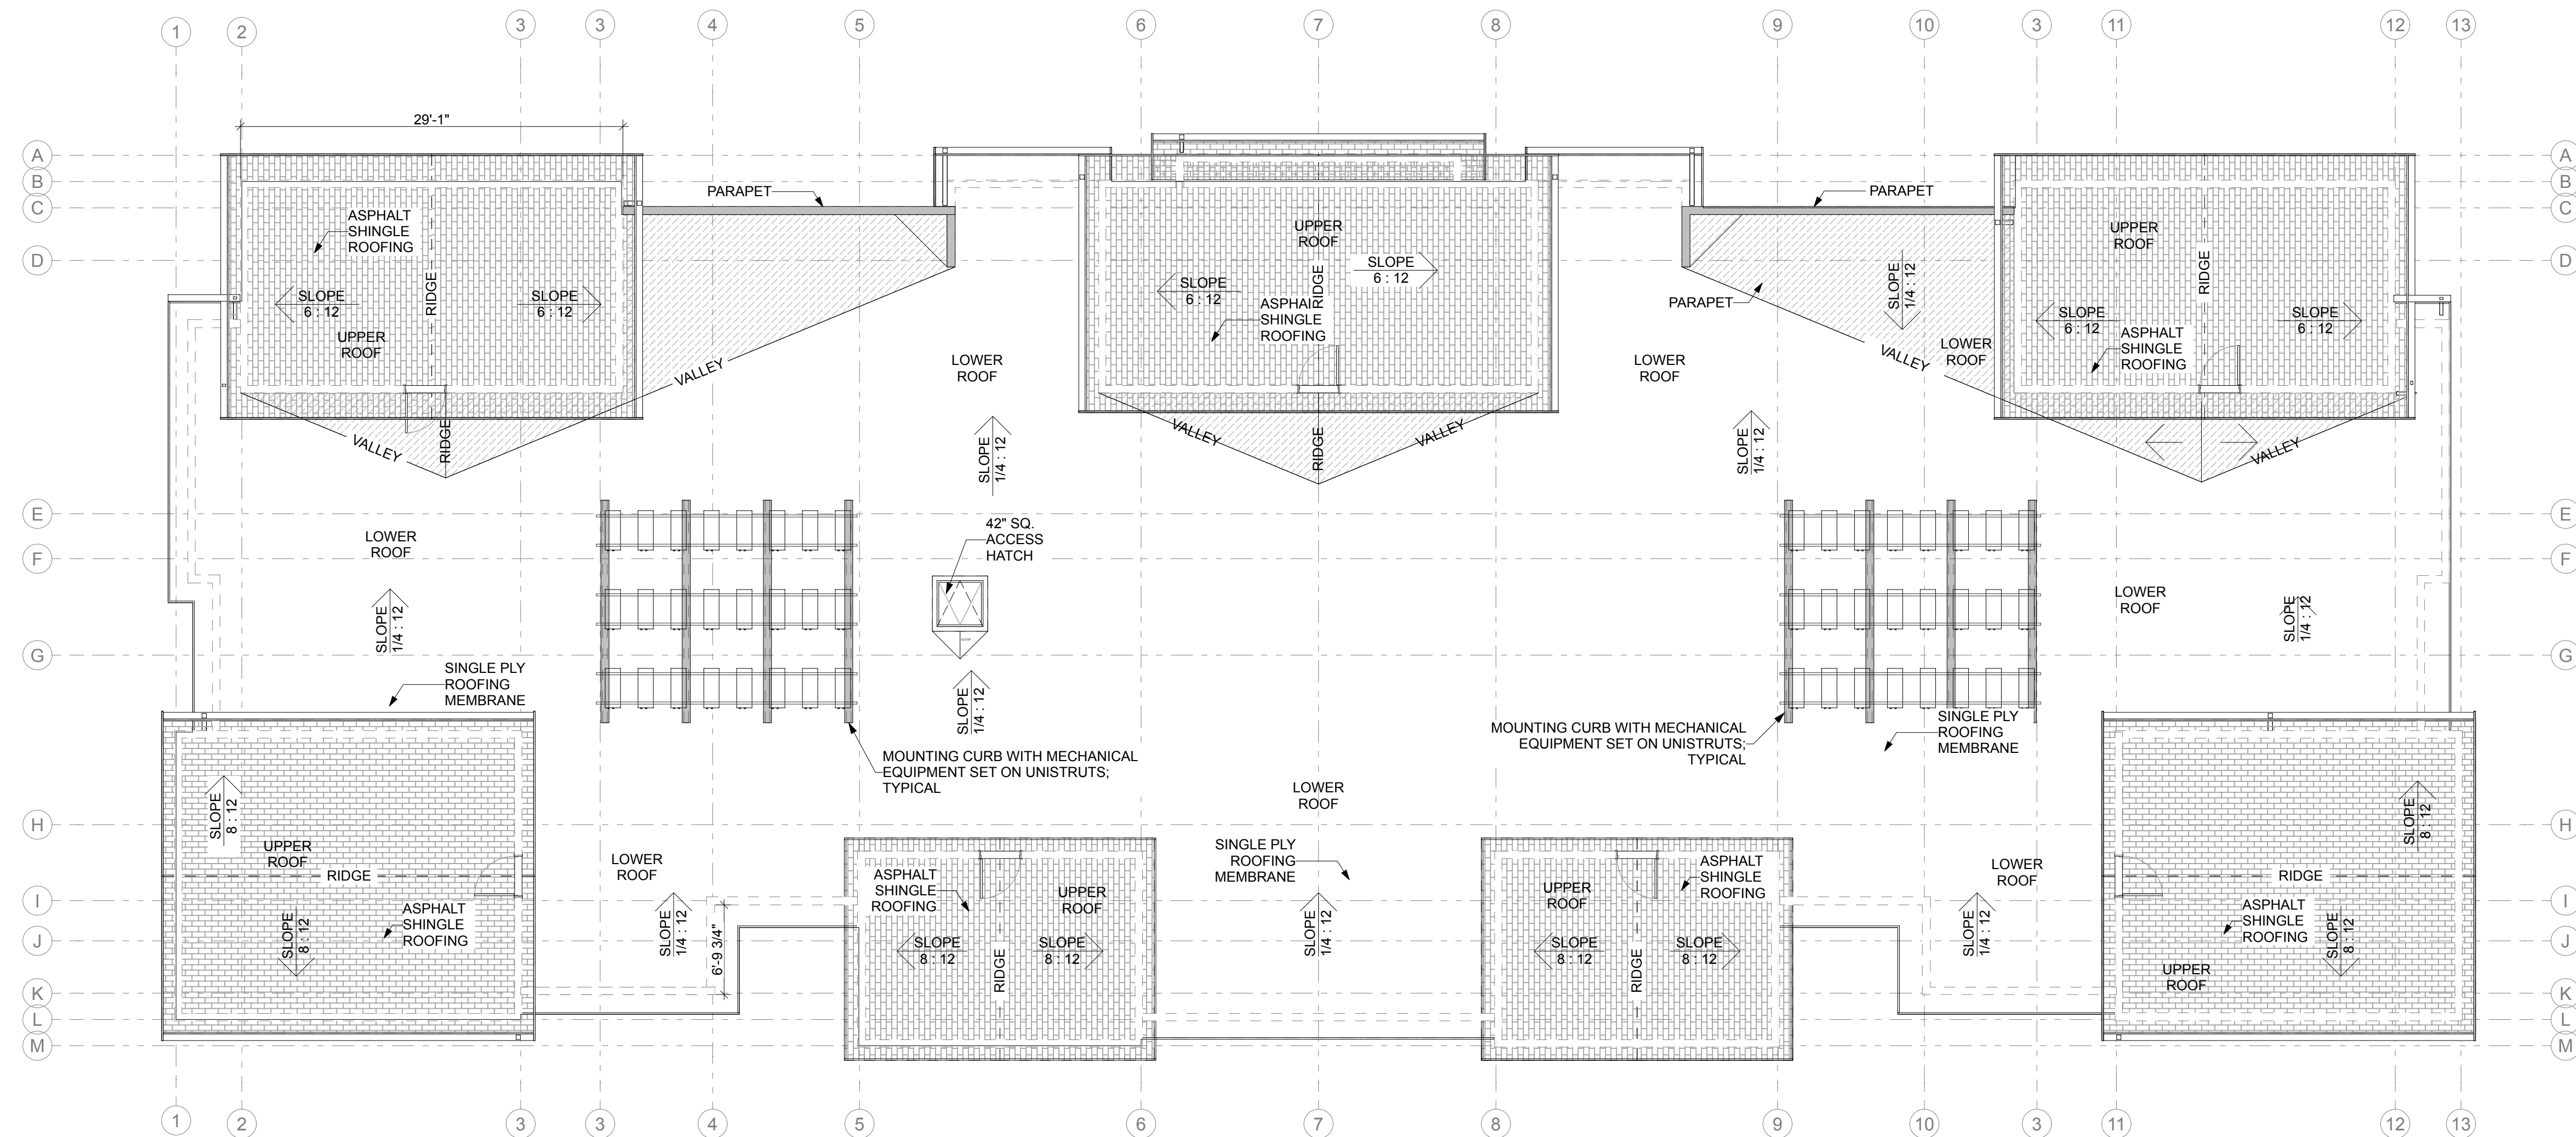 1 2 3 3 4 5 6 7 8 9 10 3 11 12 13
29'-1"
A A
B B
C C
D D
E E
F F
G G
H H
I I
J J
K K
L L
M M
ASPHALT
SHINGLE
ROOFING
RIDGE
SLOPE
6 : 12
SLOPE
6 : 12
UPPER
ROOF
VALLEY
RIDGE
VALLEY
PARAPET
LOWER
ROOF
SLOPE
1/4 : 12
UPPER
ROOF
RIDGE
SLOPE
6 : 12
SLOPE
6 : 12
ASPHALT
SHINGLE
ROOFING
VALLEY
RIDGE
VALLEY
LOWER
ROOF
SLOPE
1/4 : 12
PARAPET
PARAPET
SLOPE
1/4 : 12
VALLEY
LOWER
ROOF
UPPER
ROOF
RIDGE
SLOPE
6 : 12
SLOPE
6 : 12
ASPHALT
SHINGLE
ROOFING
VALLEY
LOWER
ROOF
SLOPE
1/4 : 12
SINGLE PLY
ROOFING
MEMBRANE
42" SQ.
ACCESS
HATCH
SLOPE
1/4 : 12
MOUNTING CURB WITH MECHANICAL
EQUIPMENT SET ON UNISTRUTS;
TYPICAL
MOUNTING CURB WITH MECHANICAL
EQUIPMENT SET ON UNISTRUTS;
TYPICAL
SINGLE PLY
ROOFING
MEMBRANE
LOWER
ROOF
SLOPE
1/4 : 12
SLOPE
8 : 12
UPPER
ROOF
RIDGE
SLOPE
8 : 12
ASPHALT
SHINGLE
ROOFING
LOWER
ROOF
SLOPE
1/4 : 12
6'-9 3/4"
ASPHALT
SHINGLE
ROOFING
UPPER
ROOF
SLOPE
8 : 12
RIDGE
SLOPE
8 : 12
LOWER
ROOF
SINGLE PLY
ROOFING
MEMBRANE
SLOPE
1/4 : 12
UPPER
ROOF
ASPHALT
SHINGLE
ROOFING
SLOPE
8 : 12
RIDGE
SLOPE
8 : 12
LOWER
ROOF
SLOPE
1/4 : 12
SLOPE
8 : 12
RIDGE
ASPHALT
SHINGLE
ROOFING
SLOPE
8 : 12
UPPER
ROOF
1 2 3 3 4 5 6 7 8 9 10 3 11 12 13